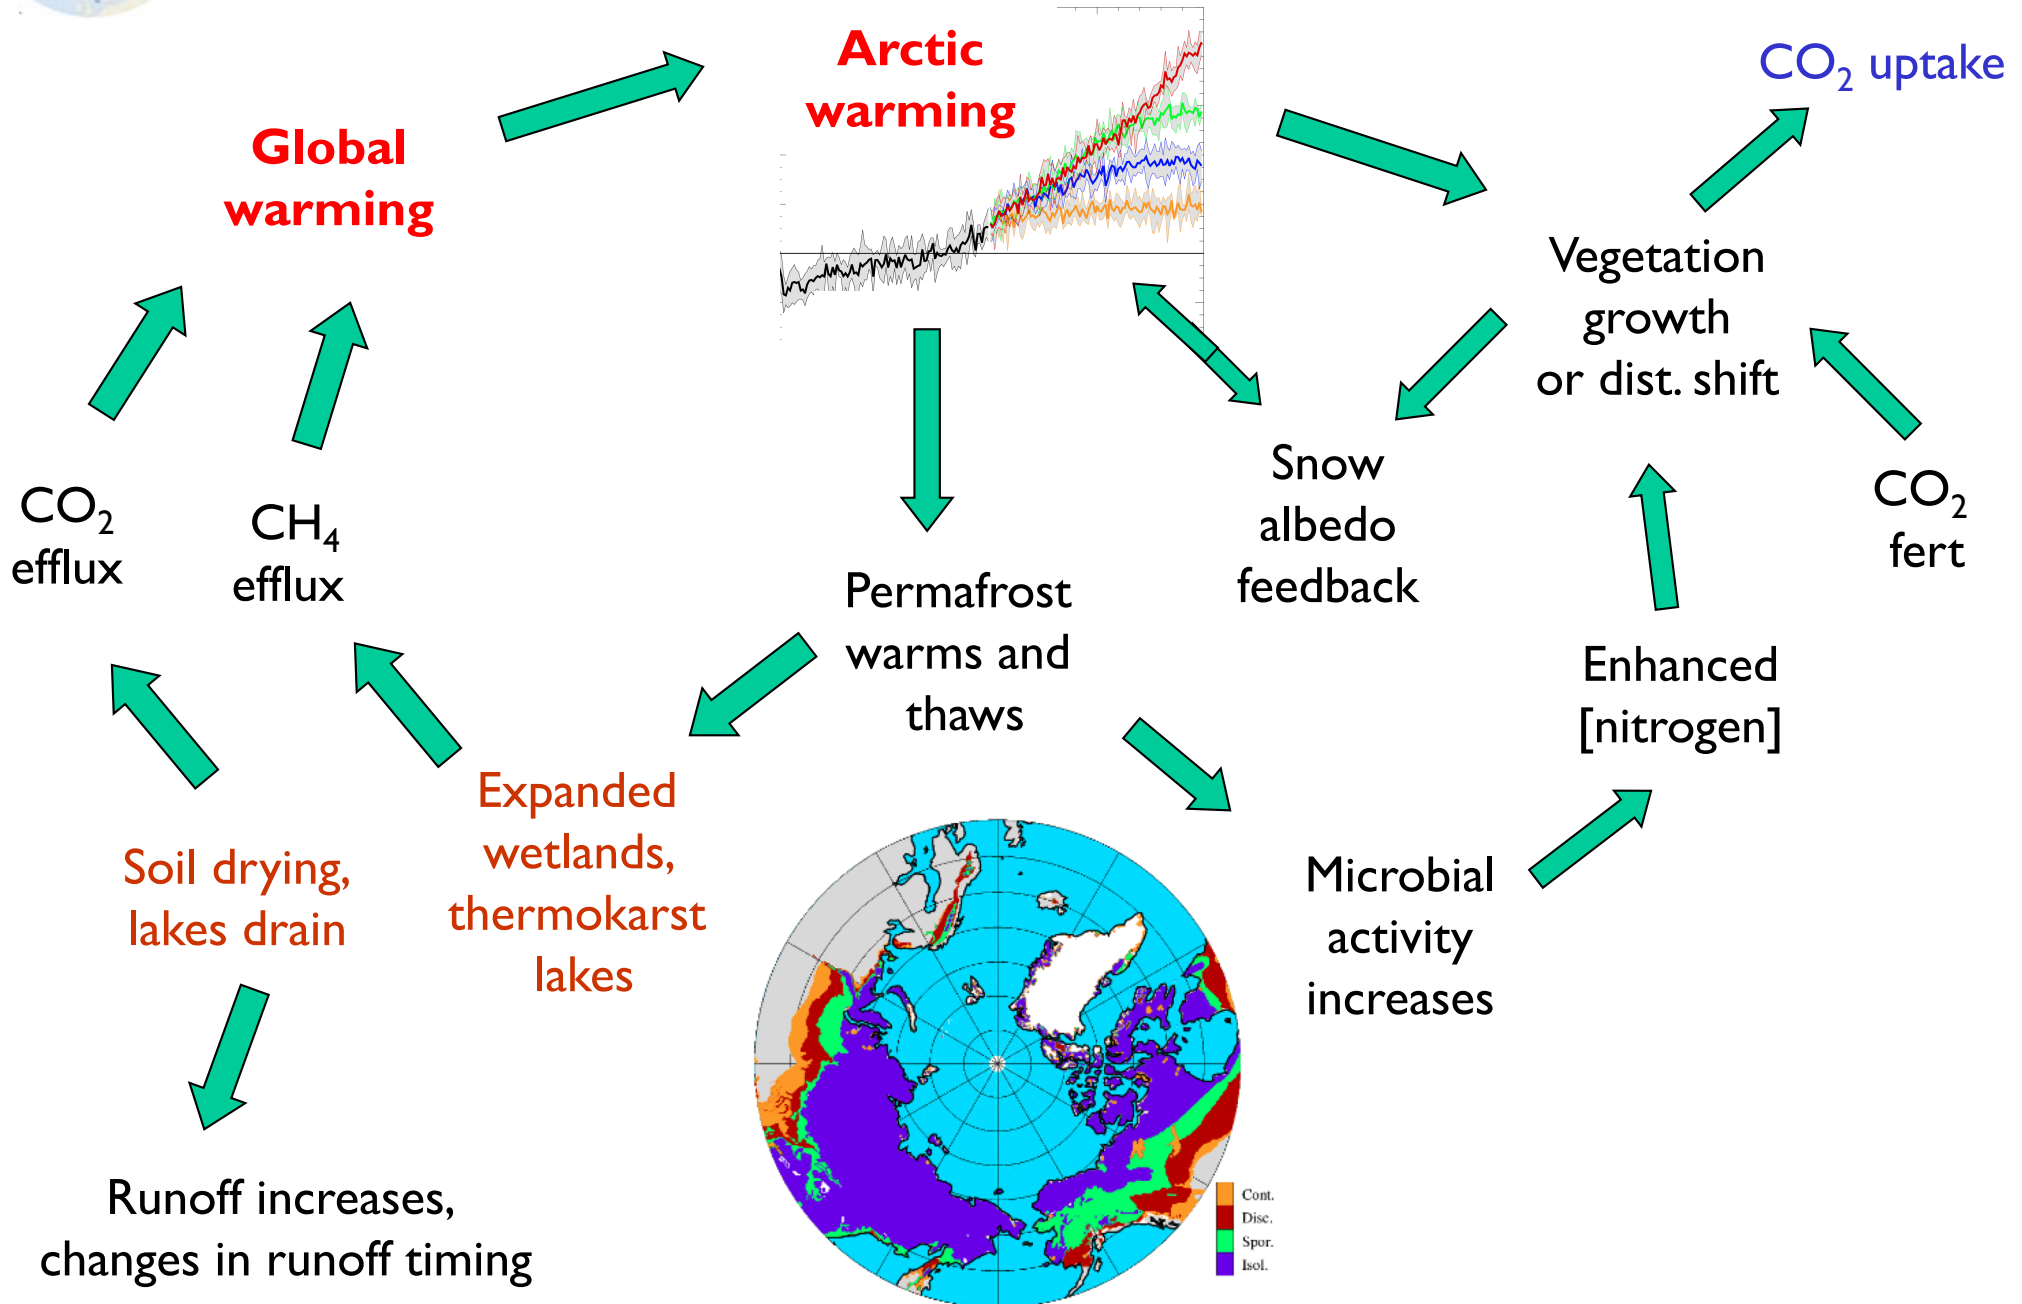 Arctic
warming
CO₂ uptake
Global
warming
Vegetation
growth
or dist. shift
Snow
albedo
feedback
CO₂
fert
CO₂
efflux
CH₄
efflux
Permafrost
warms and
thaws
Enhanced
[nitrogen]
Expanded
wetlands,
thermokarst
lakes
Soil drying,
lakes drain
Microbial
activity
increases
Runoff increases,
changes in runoff timing
Cont.
Disc.
Spor.
Isol.